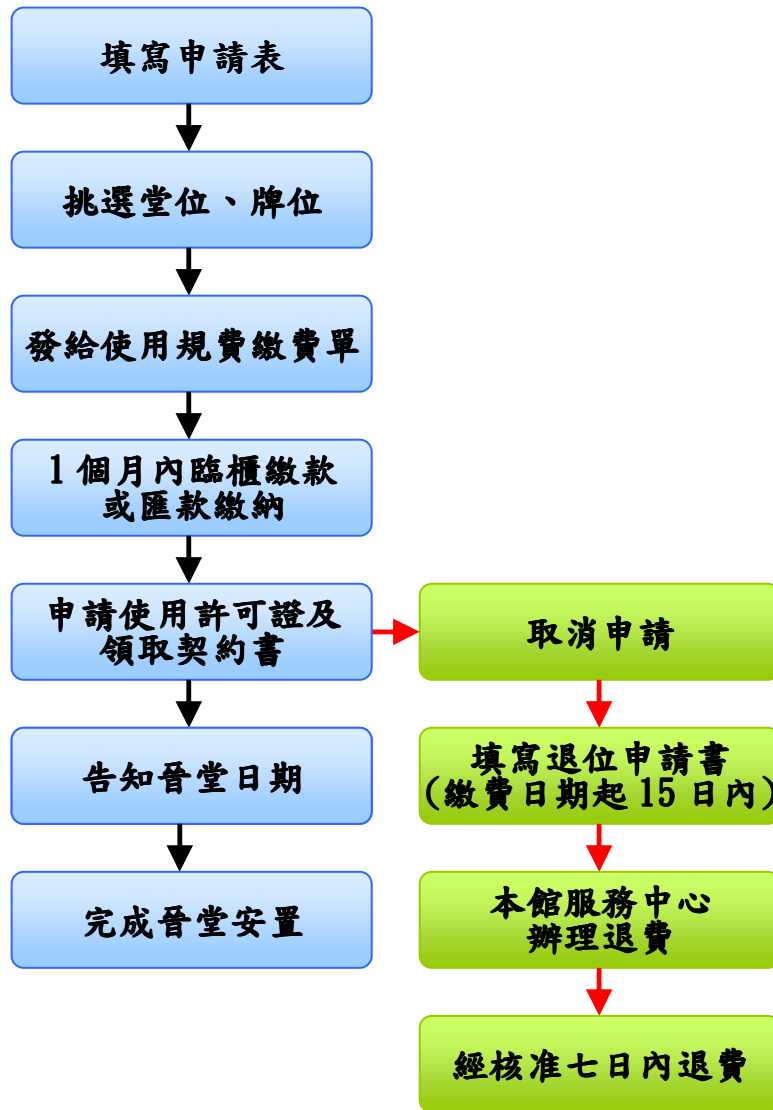 填寫申請表
挑選堂位、牌位
發給使用規費繳費單
1個月內臨櫃繳款
或匯款繳納
申請使用許可證及
領取契約書
取消申請
告知晉堂日期
填寫退位申請書
(繳費日期起15日內)
完成晉堂安置
本館服務中心
辦理退費
經核准七日內退費